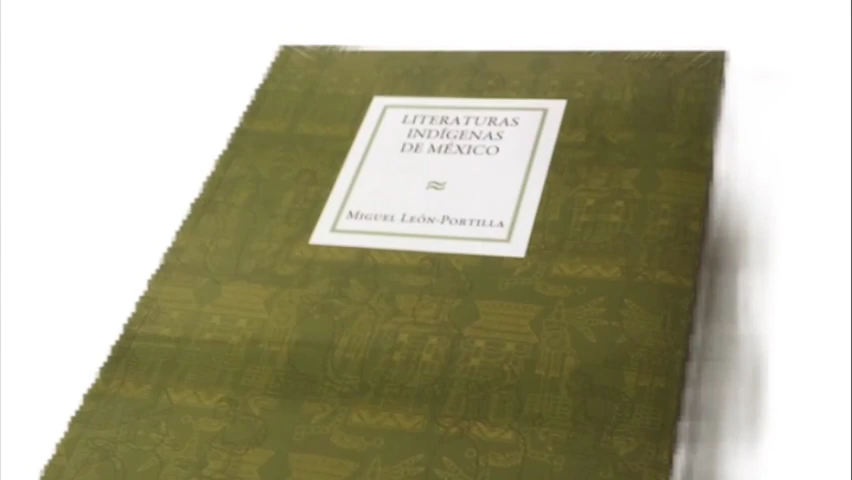 LITERATURAS
INDÍGENAS
DE MÉXICO
MIGUEL LEÓN-PORTILLA